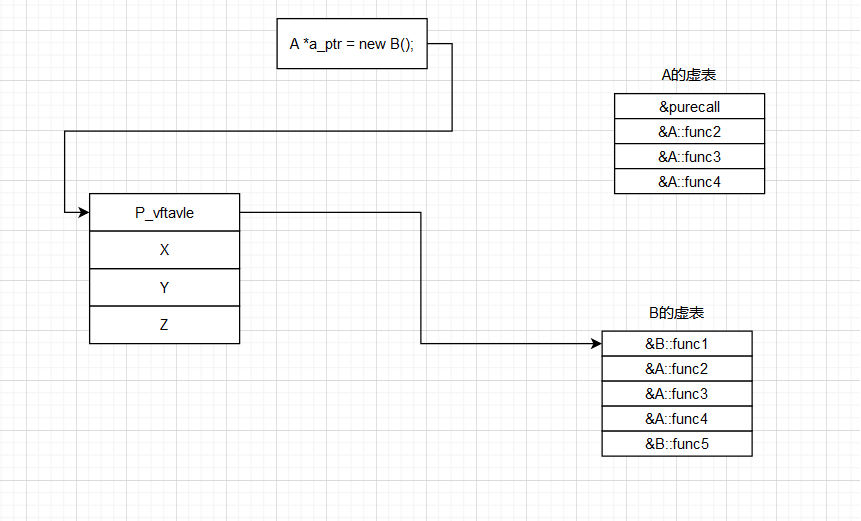 A *a_ptr = new B();
A的虚表
&purecall
&A::func2
&A::func3
&A::func4
P_vftavle
X
Y
Z
B的虚表
&B::func1
&A::func2
&A::func3
&A::func4
&B::func5